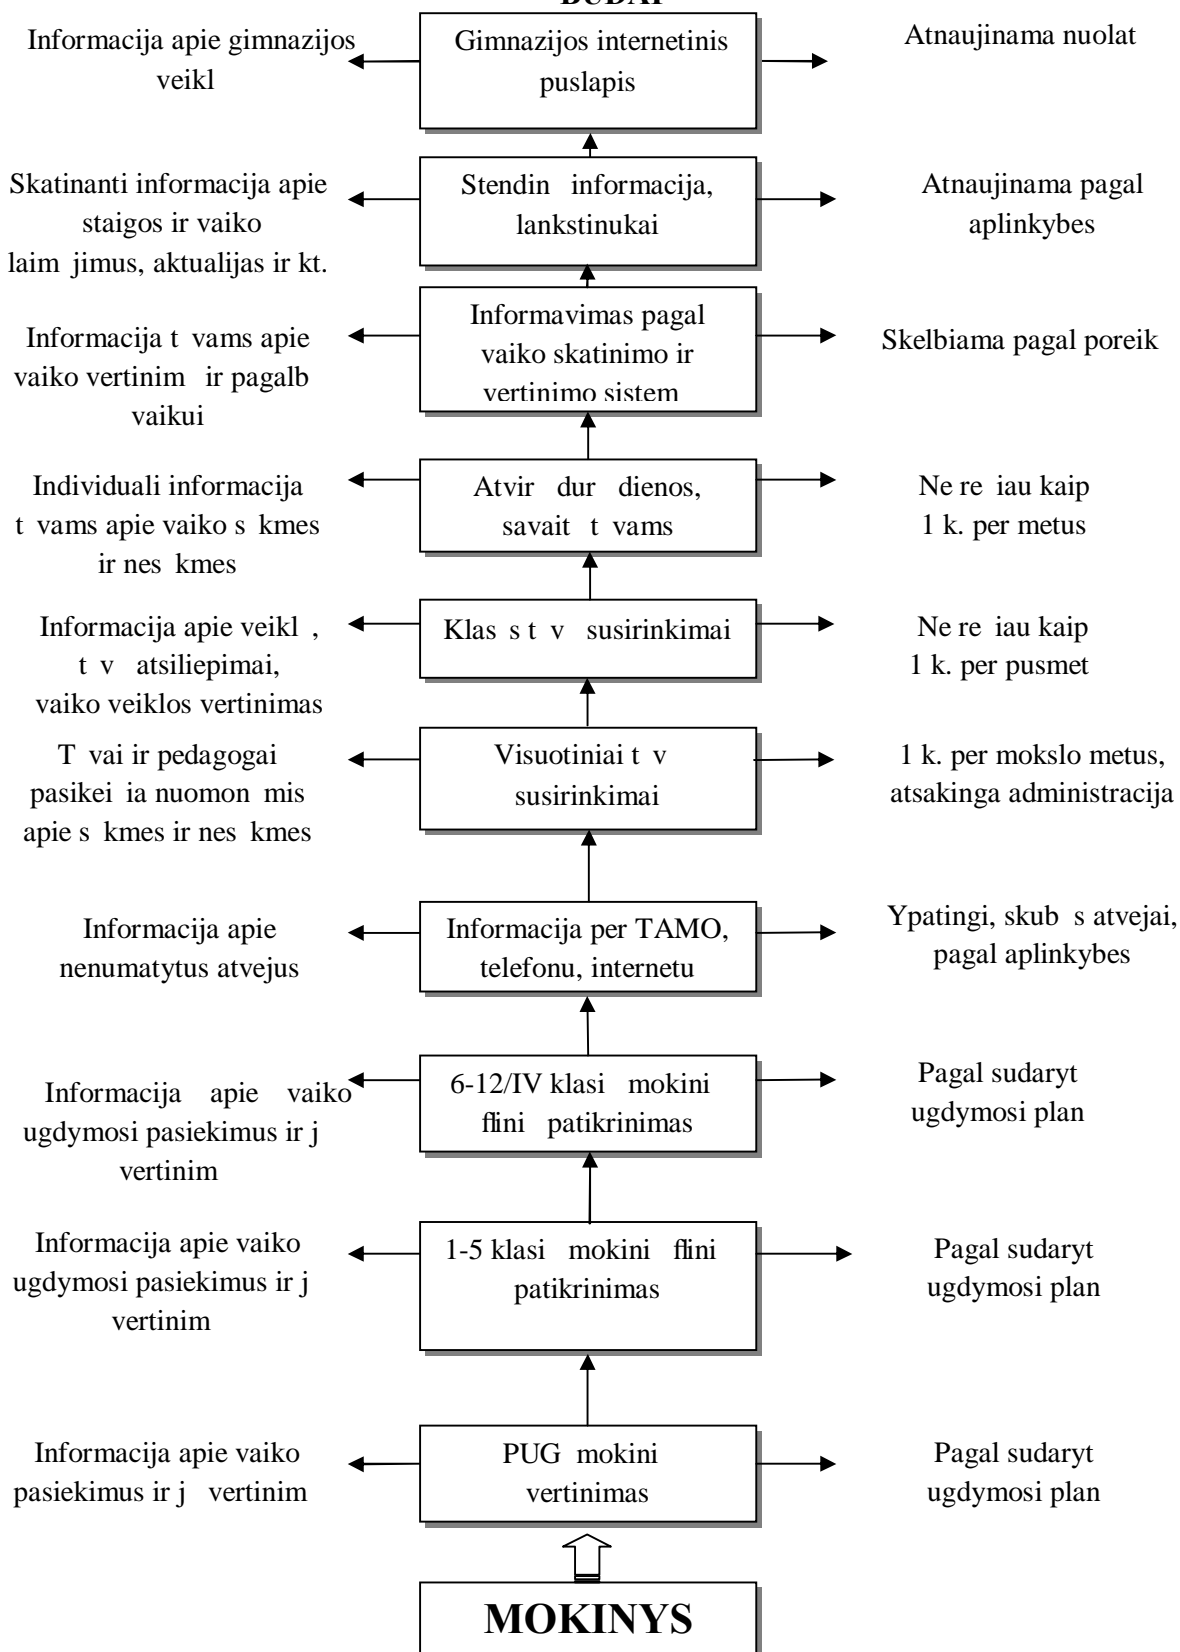 BŪDAI
Informacija apie gimnazijos
veikl
Gimnazijos internetinis
puslapis
Atnaujinama nuolat
Skatinanti informacija apie
staigos ir vaiko
laim jimus, aktualijas ir kt.
Stendin informacija,
lankstinukai
Atnaujinama pagal
aplinkybes
Informacija t vams apie
vaiko vertinim ir pagalb
vaikui
Informavimas pagal
vaiko skatinimo ir
vertinimo sistem
Skelbiama pagal poreik
Individuali informacija
t vams apie vaiko s kmes
ir nes kmes
Atvir dur dienos,
savait t vams
Ne re iau kaip
1 k. per metus
Informacija apie veikl ,
t v atsiliepimai,
vaiko veiklos vertinimas
Klas s t v susirinkimai
Ne re iau kaip
1 k. per pusmet
T vai ir pedagogai
pasikei ia nuomon mis
apie s kmes ir nes kmes
Visuotiniai t v
susirinkimai
1 k. per mokslo metus,
atsakinga administracija
Informacija apie
nenumatytus atvejus
Informacija per TAMO,
telefonu, internetu
Ypatingi, skub s atvejai,
pagal aplinkybes
Informacija apie vaiko
ugdymosi pasiekimus ir j
vertinim
6-12/IV klasi mokini
flini patikrinimas
Pagal sudaryt
ugdymosi plan
Informacija apie vaiko
ugdymosi pasiekimus ir j
vertinim
1-5 klasi mokini flini
patikrinimas
Pagal sudaryt
ugdymosi plan
Informacija apie vaiko
pasiekimus ir j vertinim
PUG mokini
vertinimas
Pagal sudaryt
ugdymosi plan
MOKINYS